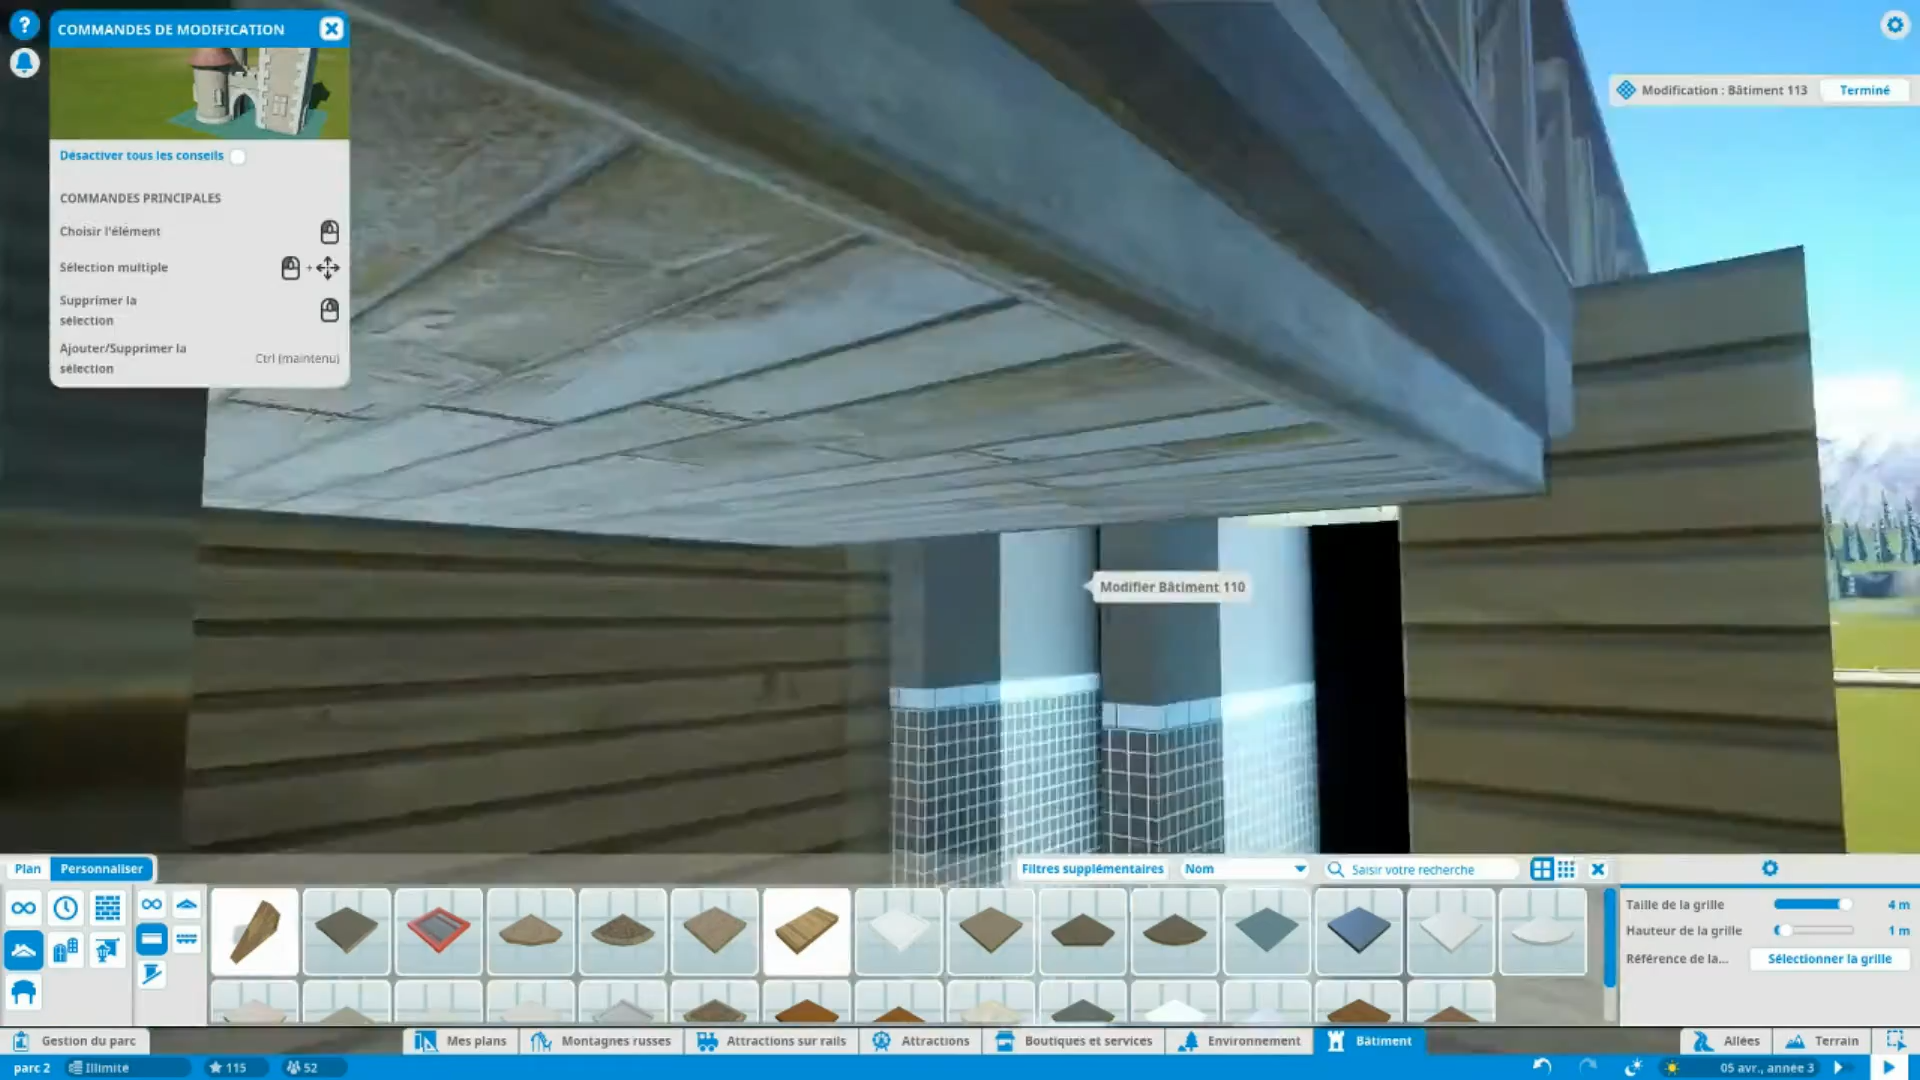 ?
COMMANDES DE MODIFICATION
Désactiver tous les conseils
COMMANDES PRINCIPALES
Choisir l'élément
Sélection multiple
+
Supprimer la
sélection
Ajouter/Supprimer la
sélection
Ctrl (maintenu)
Modification : Bâtiment 113
Terminé
Modifier Bâtiment 110
Plan
Personnaliser
Filtres supplémentaires
Nom
Saisir votre recherche
Taille de la grille
4 m
Hauteur de la grille
1 m
Référence de la...
Sélectionner la grille
Gestion du parc
Mes plans
Montagnes russes
Attractions sur rails
Attractions
Boutiques et services
Environnement
Bâtiment
Allées
Terrain
parc 2
Illimité
115
52
05 avr., année 3